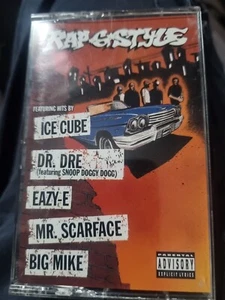 RAP G-STYLE
FEATURING HITS BY
ICE CUBE
DR. DRE
(featuring SNOOP DOGGY DOGG)
EAZY-E
MR. SCARFACE
BIG MIKE
PARENTAL
ADVISORY
EXPLICIT LYRICS